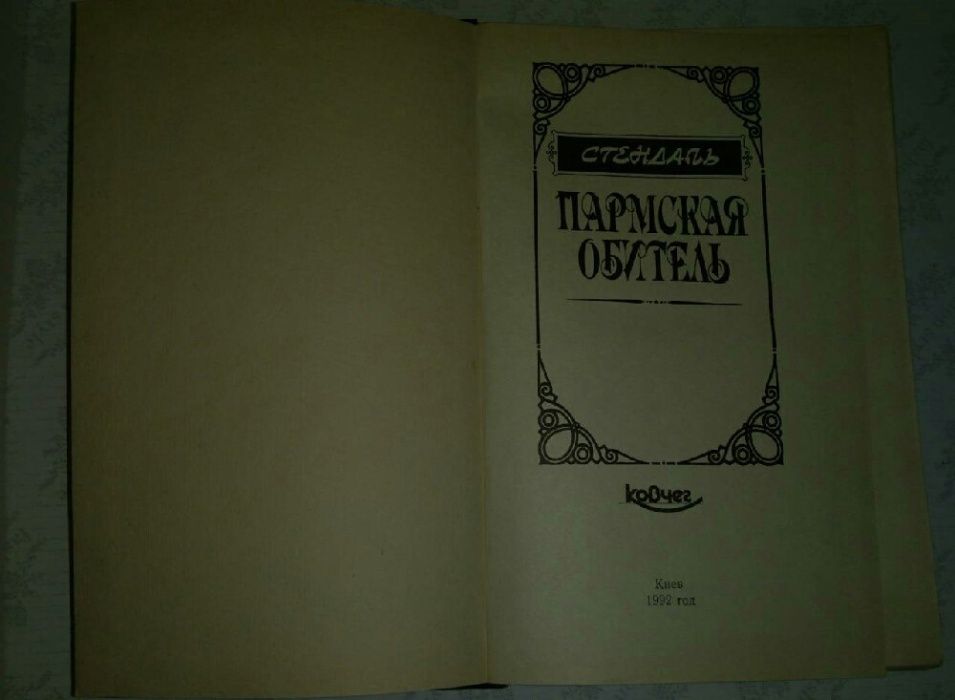 СТЕНДАЛЬ
ПАРМСКАЯ
ОБИТЕЛЬ
ковчег
Киев
1992 год